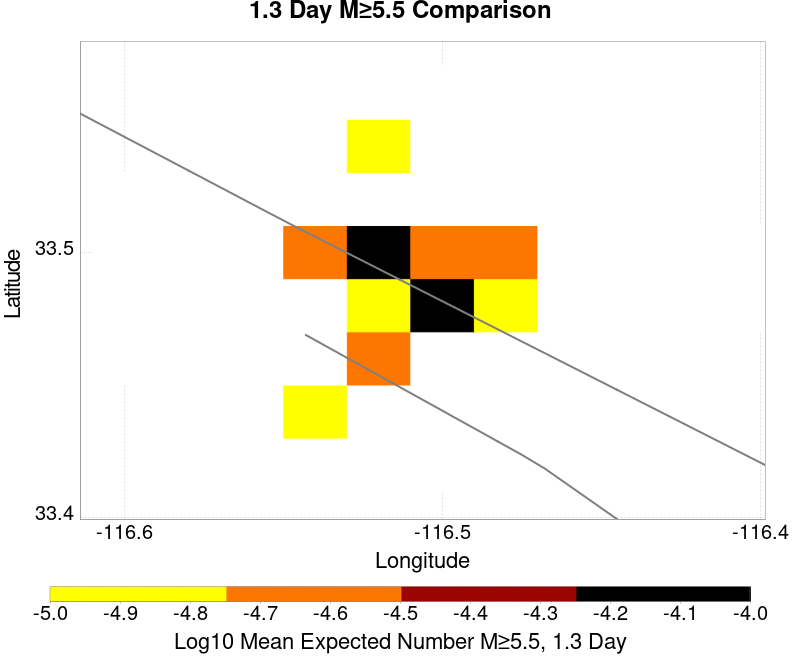 1.3 Day M≥5.5 Comparison
Latitude
33.5
33.4
-116.6 -116.5 -116.4
Longitude
-5.0 -4.9 -4.8 -4.7 -4.6 -4.5 -4.4 -4.3 -4.2 -4.1 -4.0
Log10 Mean Expected Number M≥5.5, 1.3 Day